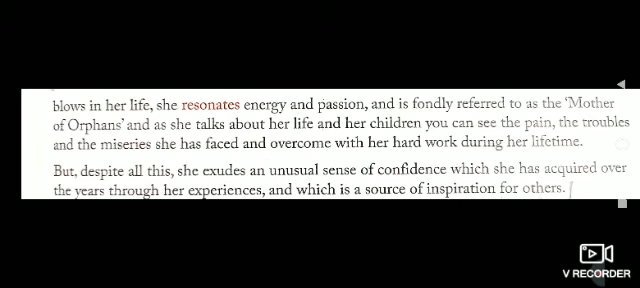 blows in her life, she resonates energy and passion, and is fondly referred to as the 'Mother
of Orphans' and as she talks about her life and her children you can see the pain, the troubles
and the miseries she has faced and overcome with her hard work during her lifetime.
But, despite all this, she exudes an unusual sense of confidence which she has acquired over
the years through her experiences, and which is a source of inspiration for others.
V RECORDER